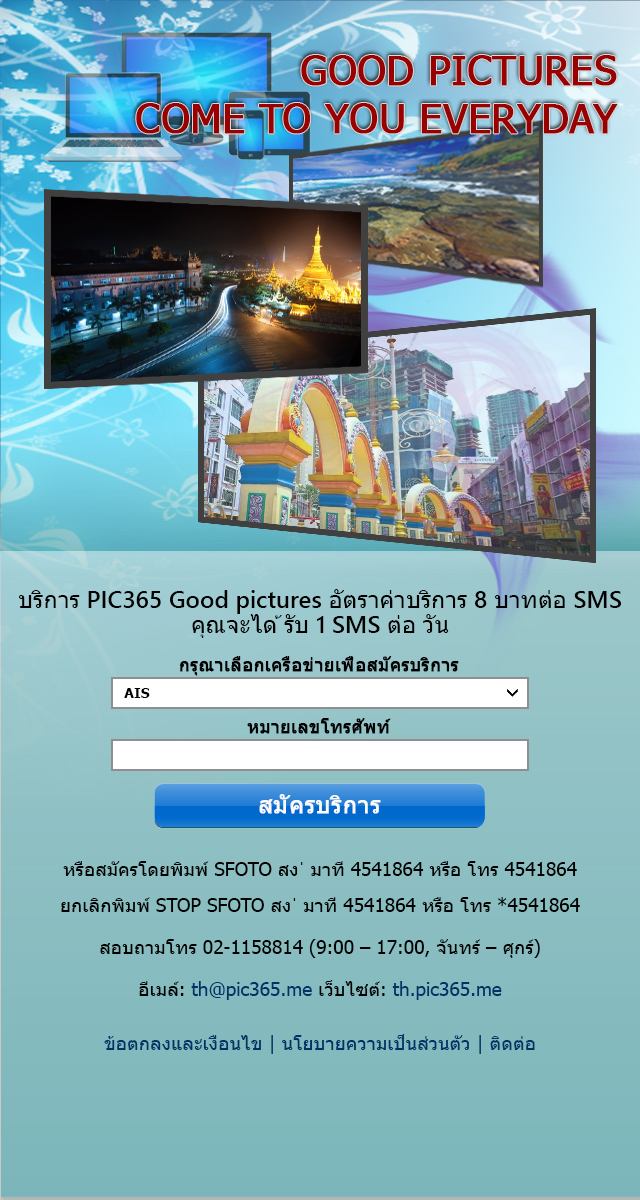 GOOD PICTURES
COME TO YOU EVERYDAY
บริการ PIC365 Good pictures อัตราค่าบริการ 8 บาทต่อ SMS
คุณจะได้รับ 1 SMS ต่อ วัน
กรุณาเลือกเครือข่ายเพื่อสมัครบริการ
AIS
หมายเลขโทรศัพท์
สมัครบริการ
หรือสมัครโดยพิมพ์ SFOTO ส่ง มาที่ 4541864 หรือ โทร 4541864
ยกเลิกพิมพ์ STOP SFOTO ส่ง มาที่ 4541864 หรือ โทร *4541864
สอบถามโทร 02-1158814 (9:00 – 17:00, จันทร์ – ศุกร์)
อีเมล์: th@pic365.me เว็บไซต์: th.pic365.me
ข้อตกลงและเงื่อนไข | นโยบายความเป็นส่วนตัว | ติดต่อ